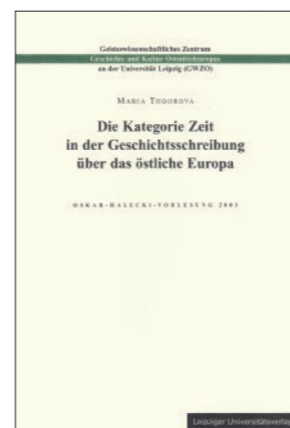 Geisteswissenschaftliches Zentrum
Geschichte und Kultur Ostmitteleuropas
an der Universität Leipzig (GWZO)
MARIA TODOROVA
Die Kategorie Zeit
in der Geschichtsschreibung
über das östliche Europa
OSKAR-HALECKI-VORLESUNG 2003
Leipziger Universitätsverlag